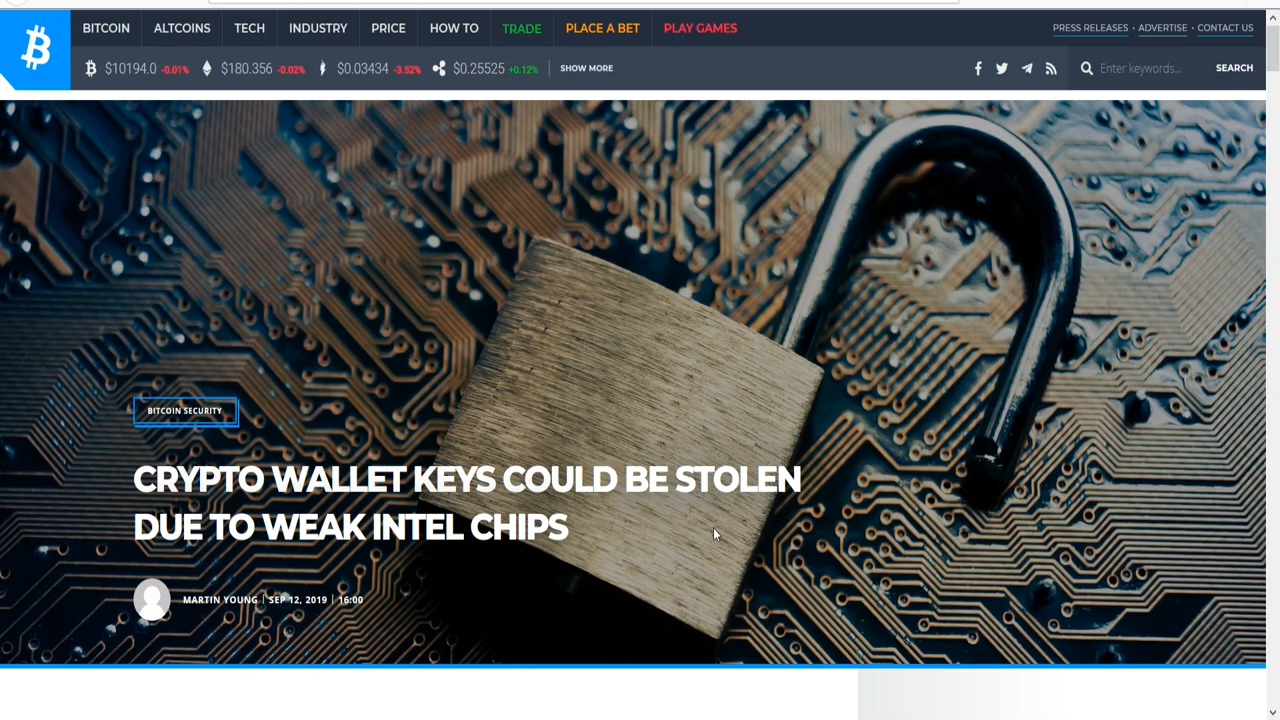 BITCOIN ALTCOINS TECH INDUSTRY PRICE HOW TO TRADE PLACE A BET PLAY GAMES PRESS RELEASES • ADVERTISE • CONTACT US
$10194.0 -0.01% $180.356 -0.02% $0.03434 -3.52% $0.25525 +0.12% SHOW MORE Enter keywords... SEARCH
BITCOIN SECURITY
CRYPTO WALLET KEYS COULD BE STOLEN
DUE TO WEAK INTEL CHIPS
MARTIN YOUNG | SEP 12, 2019 | 16:00